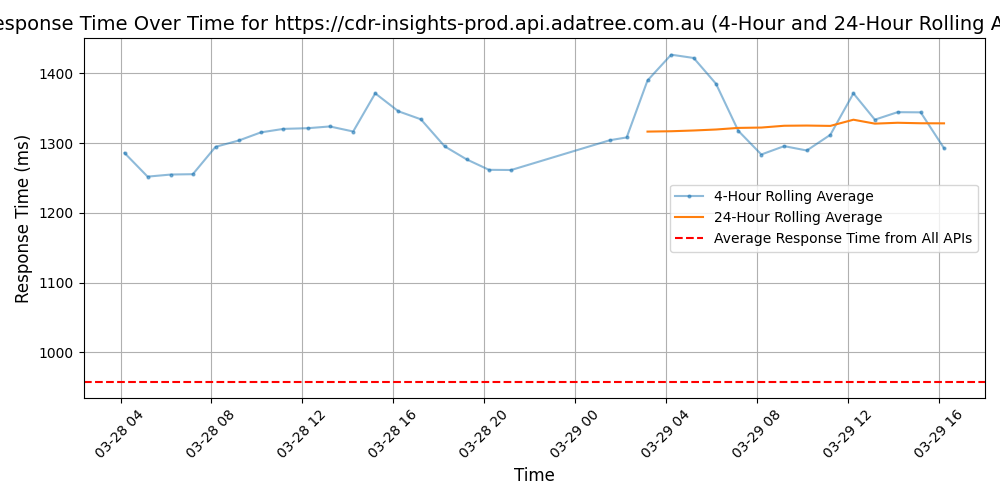 esponse Time Over Time for https://cdr-insights-prod.api.adatree.com.au (4-Hour and 24-Hour Rolling A
1400
1300
1200
1100
1000
Response Time (ms)
4-Hour Rolling Average
24-Hour Rolling Average
Average Response Time from All APIs
03-28 04
03-28 08
03-28 12
03-28 16
03-28 20
03-29 00
03-29 04
03-29 08
03-29 12
03-29 16
Time